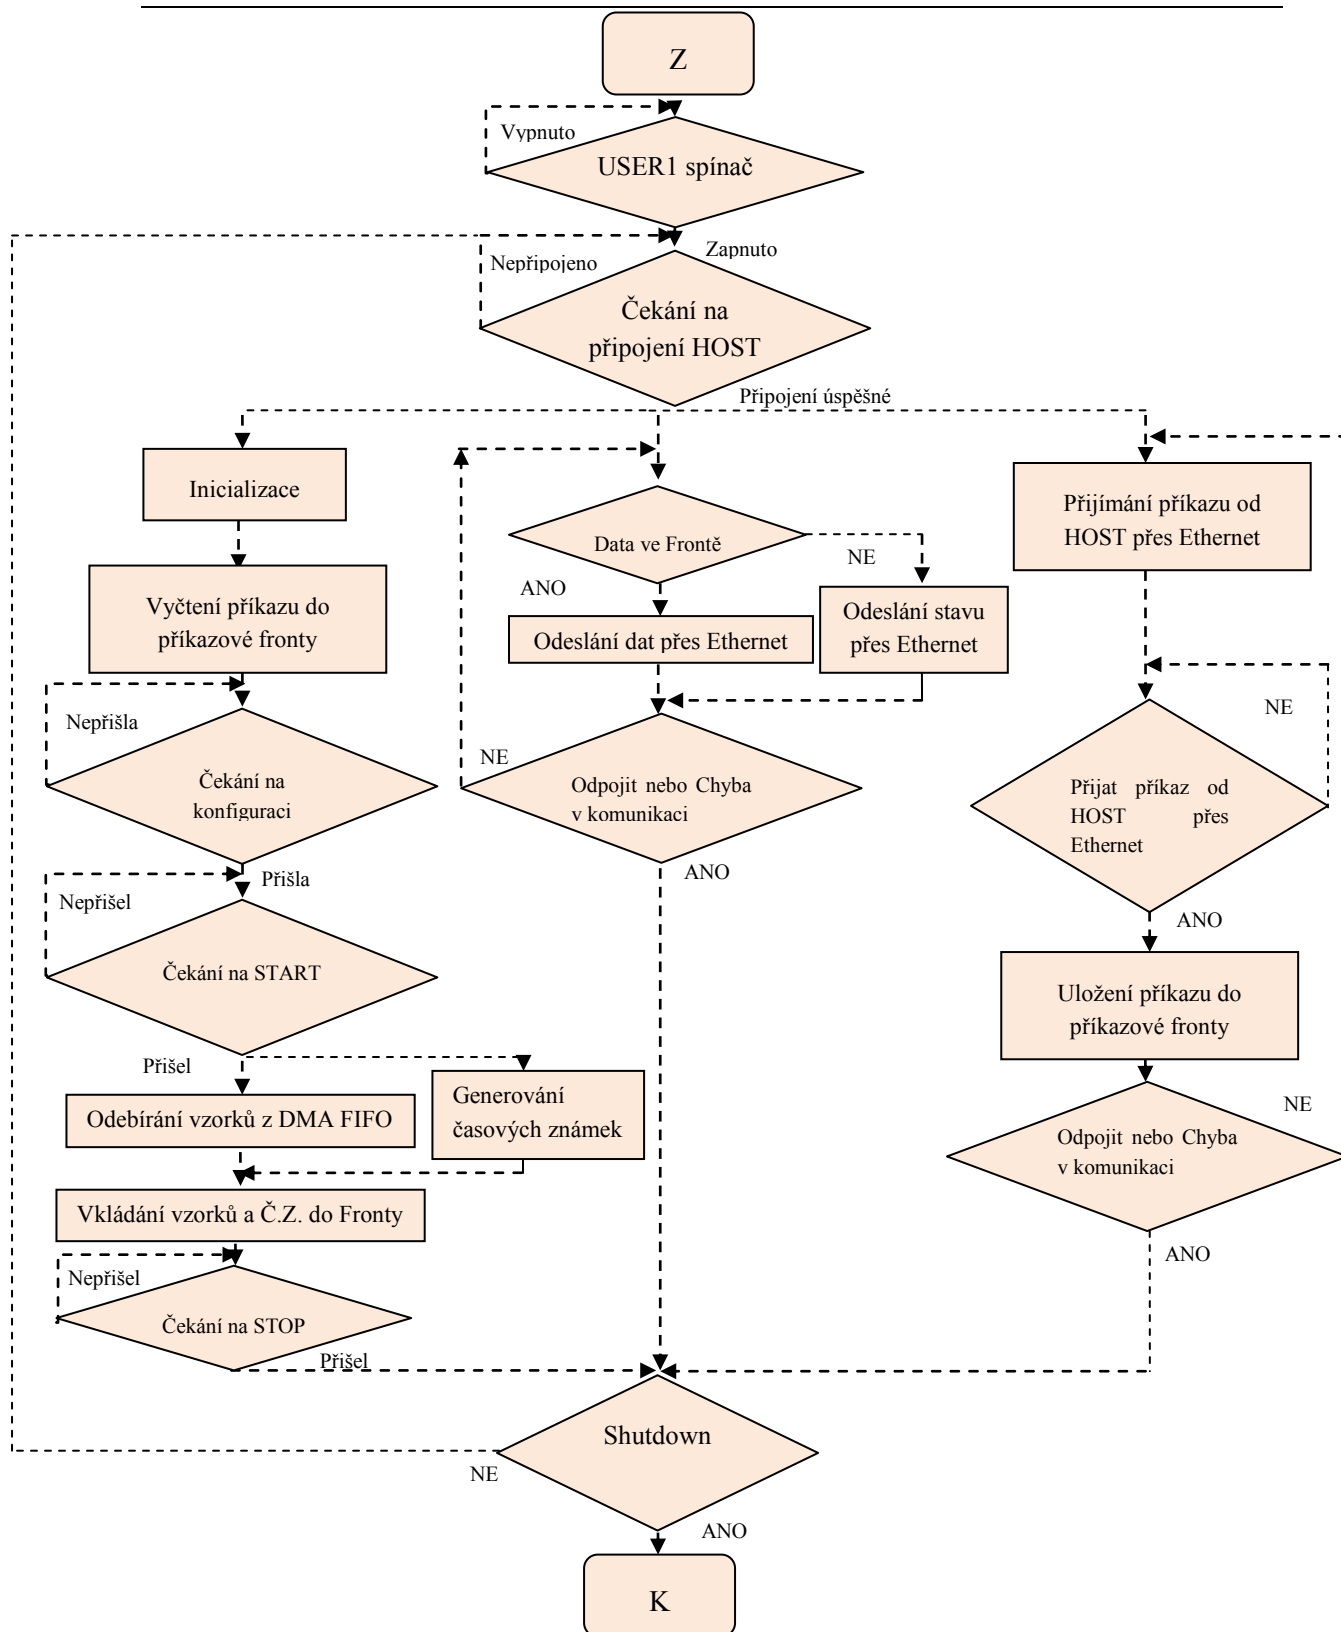 Z
Vypnuto
USER1 spínač
Zapnuto
Nepřipojeno
Čekání na
připojení HOST
Připojení úspěšné
Inicializace
Vyčtení příkazu do
příkazové fronty
Nepřišla
Čekání na
konfiguraci
Přišla
Nepřišel
Čekání na START
Přišel
Odebírání vzorků z DMA FIFO
Generování
časových známek
Vkládání vzorků a Č.Z. do Fronty
Nepřišel
Čekání na STOP
Přišel
Data ve Frontě
NE
ANO
Odeslání dat přes Ethernet
Odeslání stavu
přes Ethernet
NE
Odpojit nebo Chyba
v komunikaci
ANO
Přijímání příkazu od
HOST přes Ethernet
NE
Přijat příkaz od
HOST přes
Ethernet
ANO
Uložení příkazu do
příkazové fronty
NE
Odpojit nebo Chyba
v komunikaci
ANO
Shutdown
NE
ANO
K